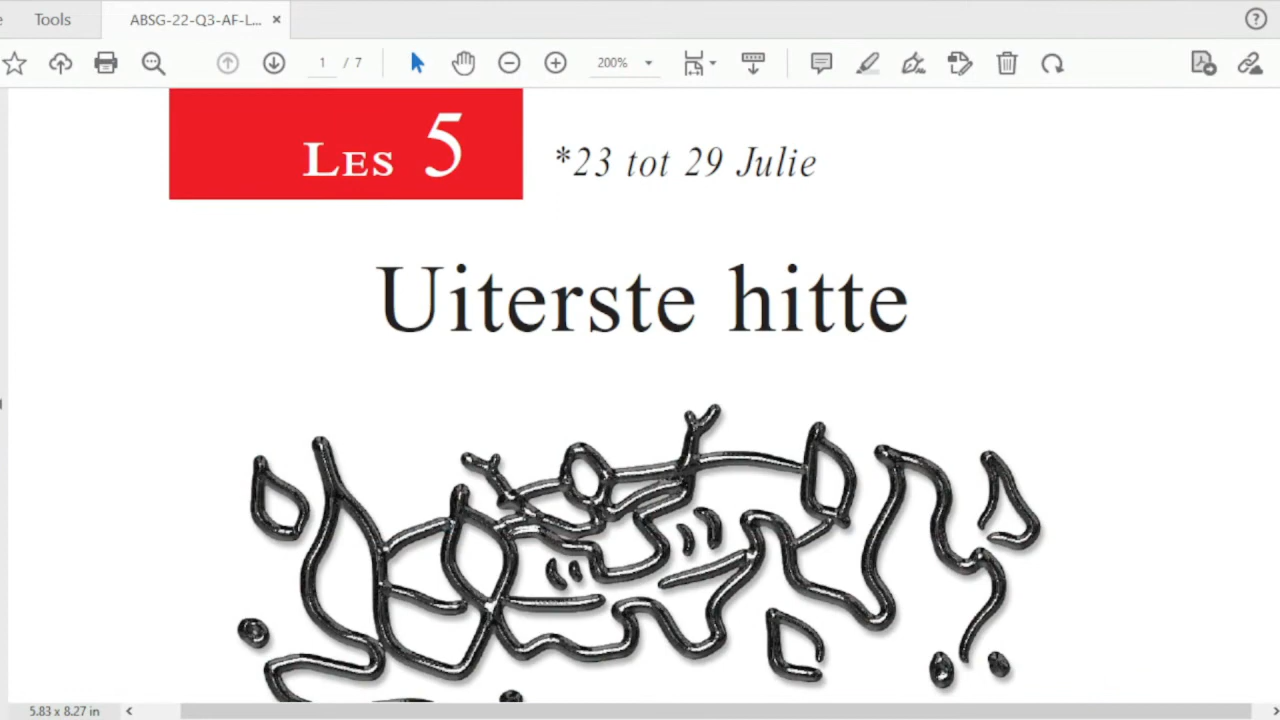 Tools
ABSG-22-Q3-AF-L... ×
1 / 7
200%
LES 5
*23 tot 29 Julie
Uiterste hitte
5.83 x 8.27 in